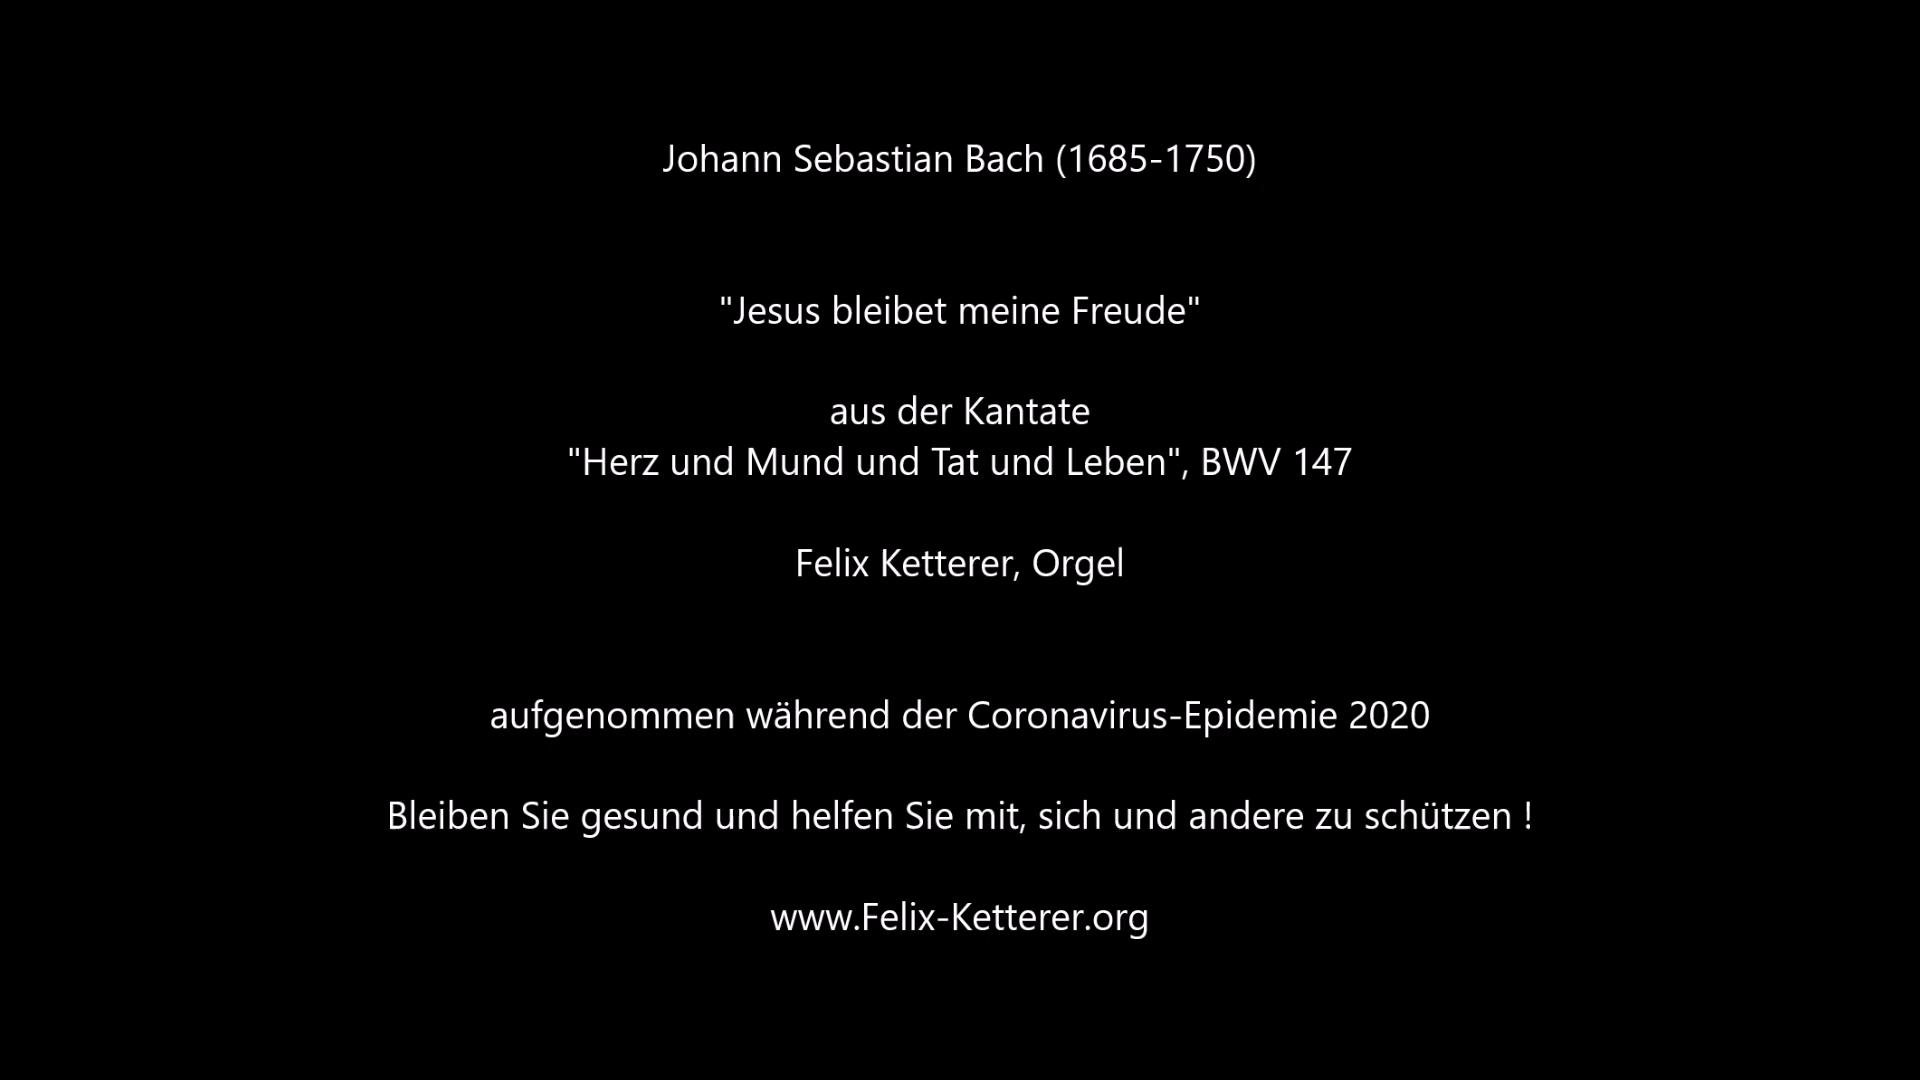 Johann Sebastian Bach (1685-1750)
"Jesus bleibet meine Freude"
aus der Kantate
"Herz und Mund und Tat und Leben", BWV 147
Felix Ketterer, Orgel
aufgenommen während der Coronavirus-Epidemie 2020
Bleiben Sie gesund und helfen Sie mit, sich und andere zu schützen !
www.Felix-Ketterer.org